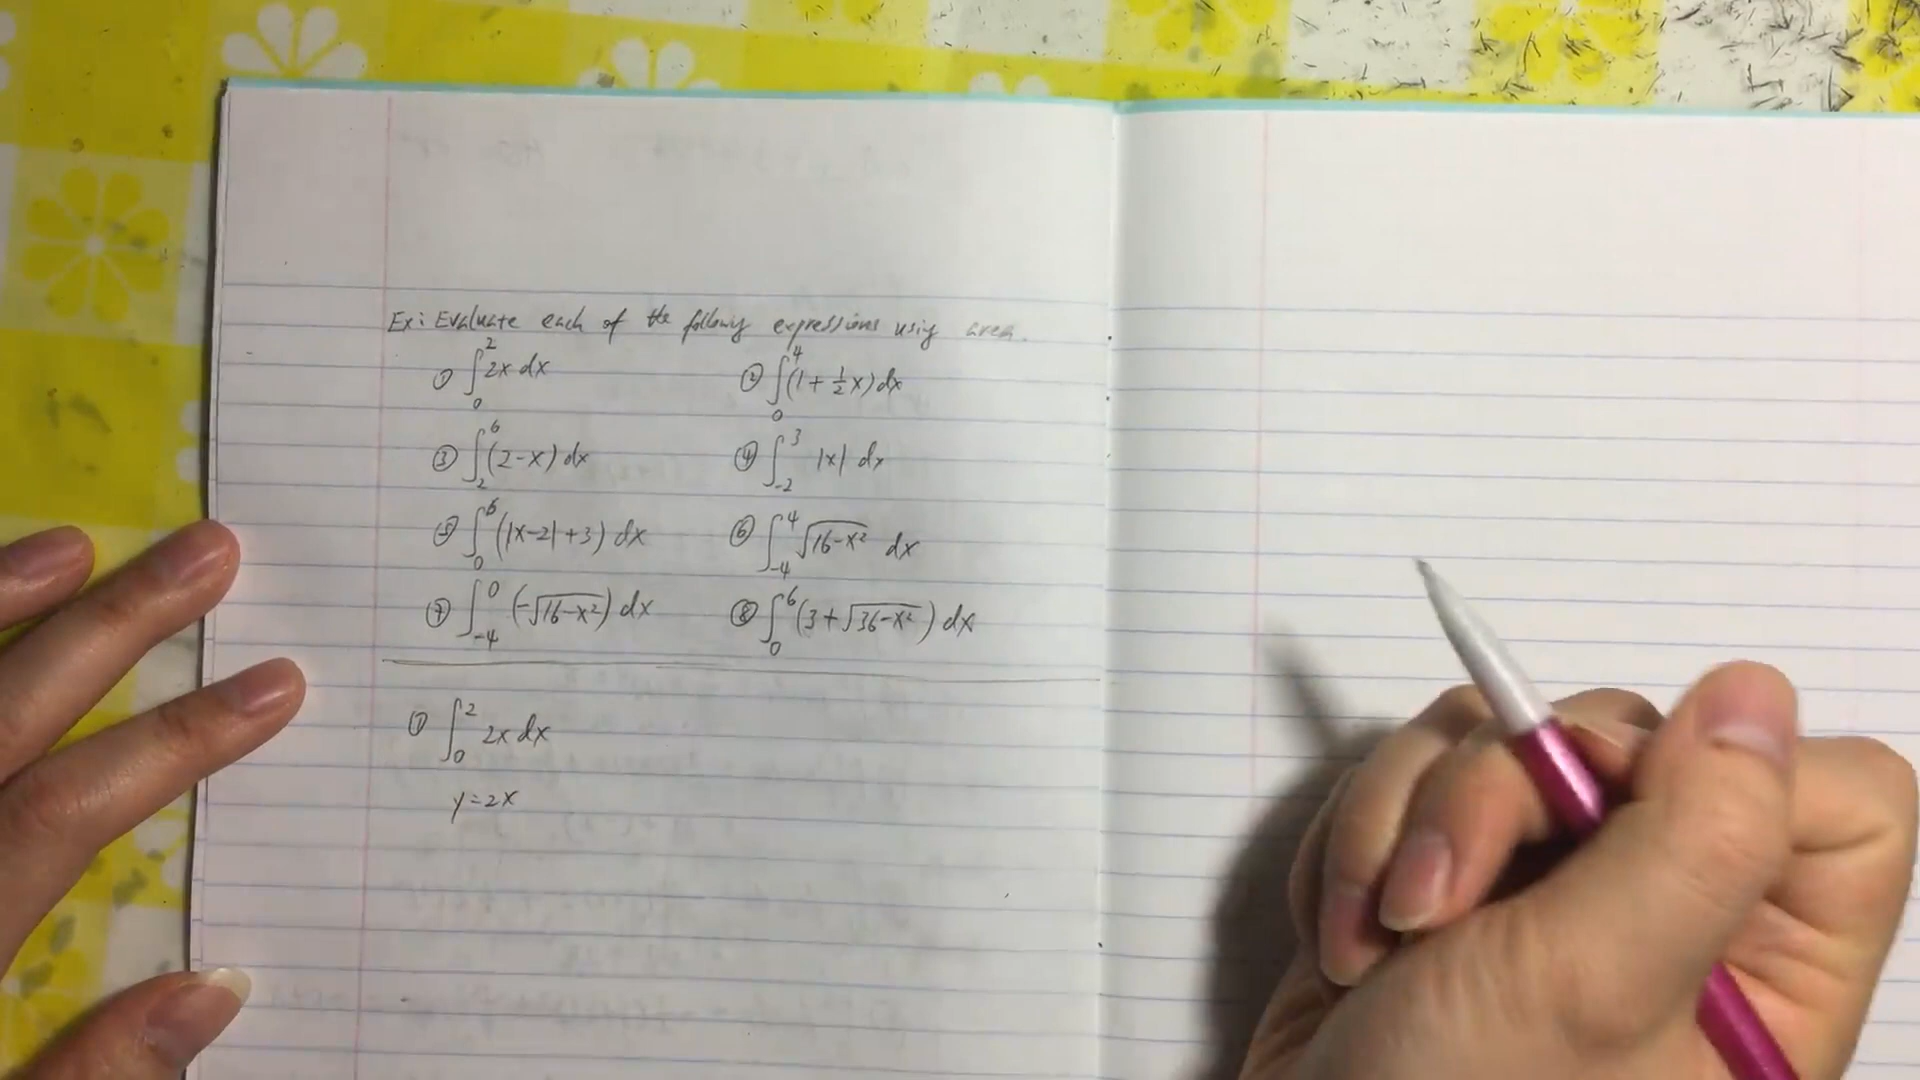 Ex: Evaluate each of the following expressions using area.
① ∫₀² 2x dx ② ∫₀⁴ (1 + ½x) dx
③ ∫₂⁶ (2-x) dx ④ ∫₋₂³ |x| dx
⑤ ∫₀⁶ (|x-2|+3) dx ⑥ ∫₋₄⁴ √(16-x²) dx
⑦ ∫₋₄⁰ (-√(16-x²)) dx ⑧ ∫₀⁶ (3+√(36-x²)) dx
① ∫₀² 2x dx
y=2x